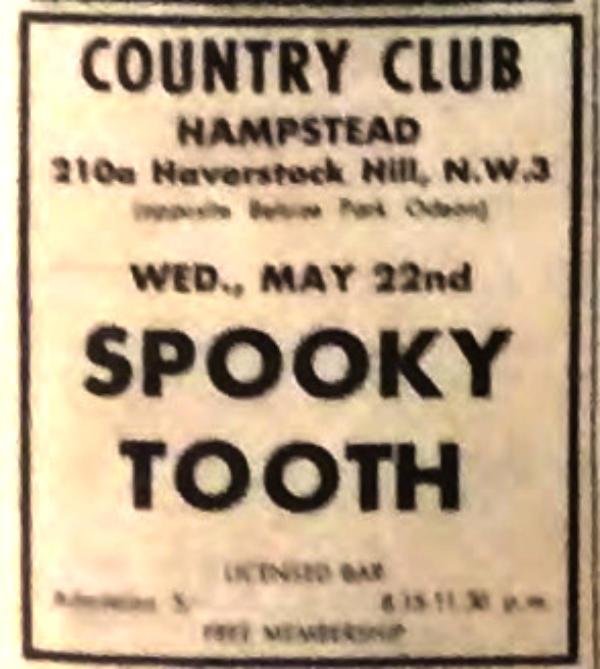 COUNTRY CLUB
HAMPSTEAD
210a Haverstock Hill, N.W.3
(opposite Belsize Park Odeon)
WED., MAY 22nd
SPOOKY
TOOTH
LICENSED BAR
Admission 8.15-11.30 p.m.
FREE MEMBERSHIP